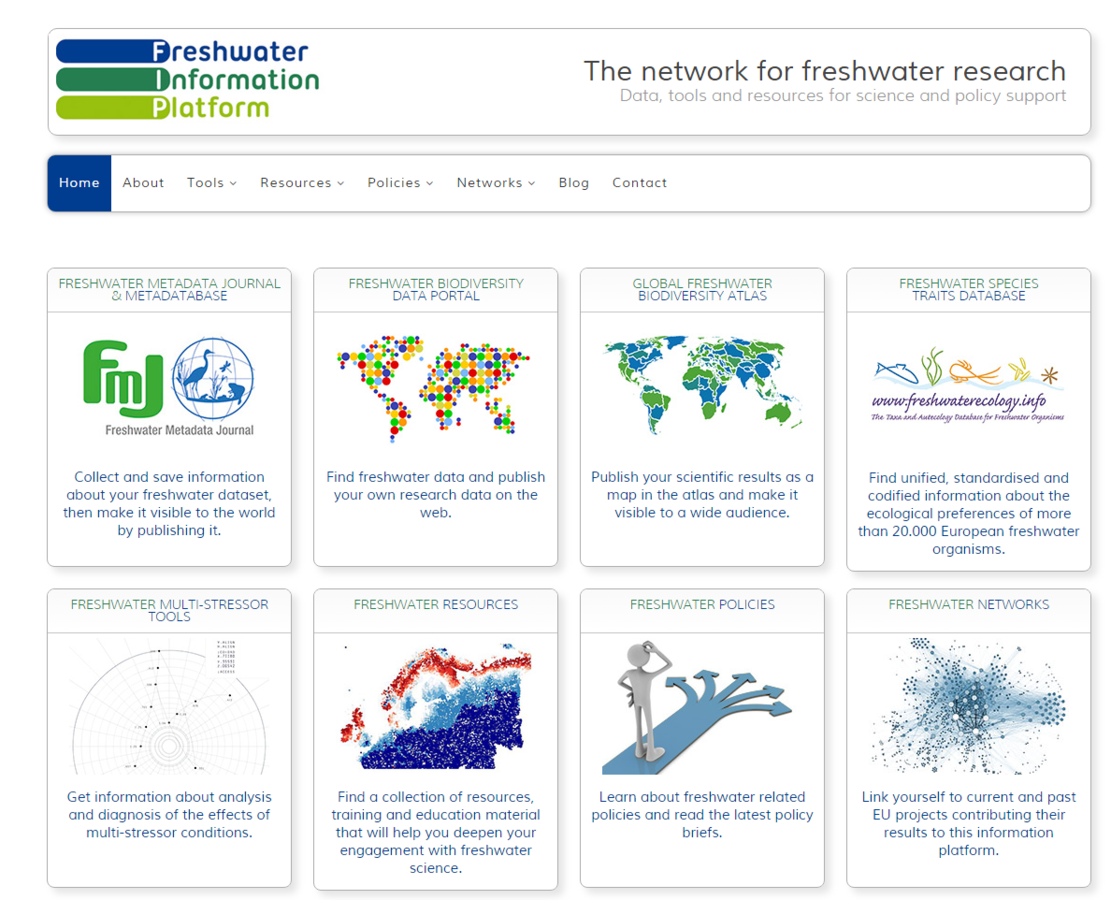 Freshwater
Information
Platform
The network for freshwater research
Data, tools and resources for science and policy support
Home About Tools Resources Policies Networks Blog Contact
FRESHWATER METADATA JOURNAL
& METADATABASE
FmJ
Freshwater Metadata Journal
Collect and save information
about your freshwater dataset,
then make it visible to the world
by publishing it.
FRESHWATER BIODIVERSITY
DATA PORTAL
Find freshwater data and publish
your own research data on the
web.
GLOBAL FRESHWATER
BIODIVERSITY ATLAS
Publish your scientific results as a
map in the atlas and make it
visible to a wide audience.
FRESHWATER SPECIES
TRAITS DATABASE
www.freshwaterecology.info
The Taxa and Autecology Database for Freshwater Organisms
Find unified, standardised and
codified information about the
ecological preferences of more
than 20.000 European freshwater
organisms.
FRESHWATER MULTI-STRESSOR
TOOLS
Get information about analysis
and diagnosis of the effects of
multi-stressor conditions.
FRESHWATER RESOURCES
Find a collection of resources,
training and education material
that will help you deepen your
engagement with freshwater
science.
FRESHWATER POLICIES
Learn about freshwater related
policies and read the latest policy
briefs.
FRESHWATER NETWORKS
Link yourself to current and past
EU projects contributing their
results to this information
platform.